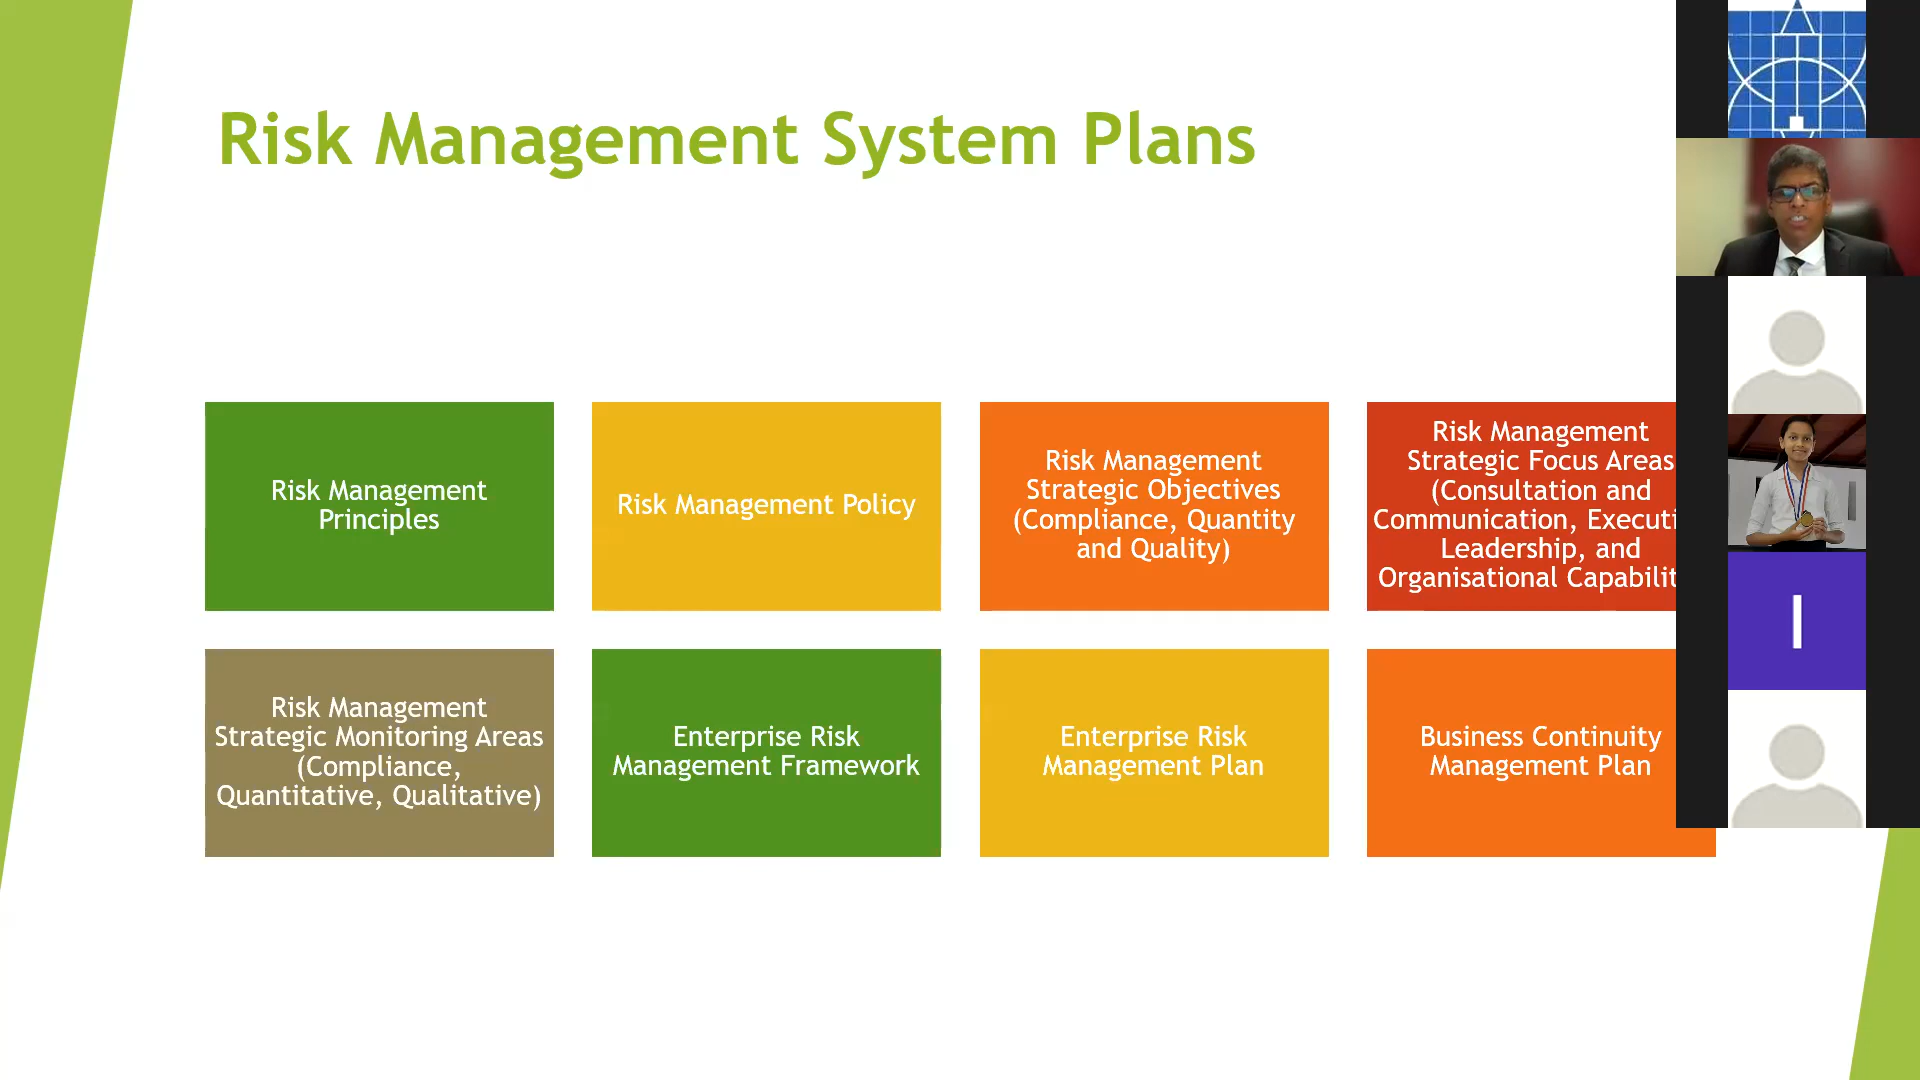 Risk Management System Plans
Risk Management
Principles
Risk Management Policy
Risk Management
Strategic Objectives
(Compliance, Quantity
and Quality)
Risk Management
Strategic Focus Areas
(Consultation and
Communication, Executi
Leadership, and
Organisational Capabilit
Risk Management
Strategic Monitoring Areas
(Compliance,
Quantitative, Qualitative)
Enterprise Risk
Management Framework
Enterprise Risk
Management Plan
Business Continuity
Management Plan
I